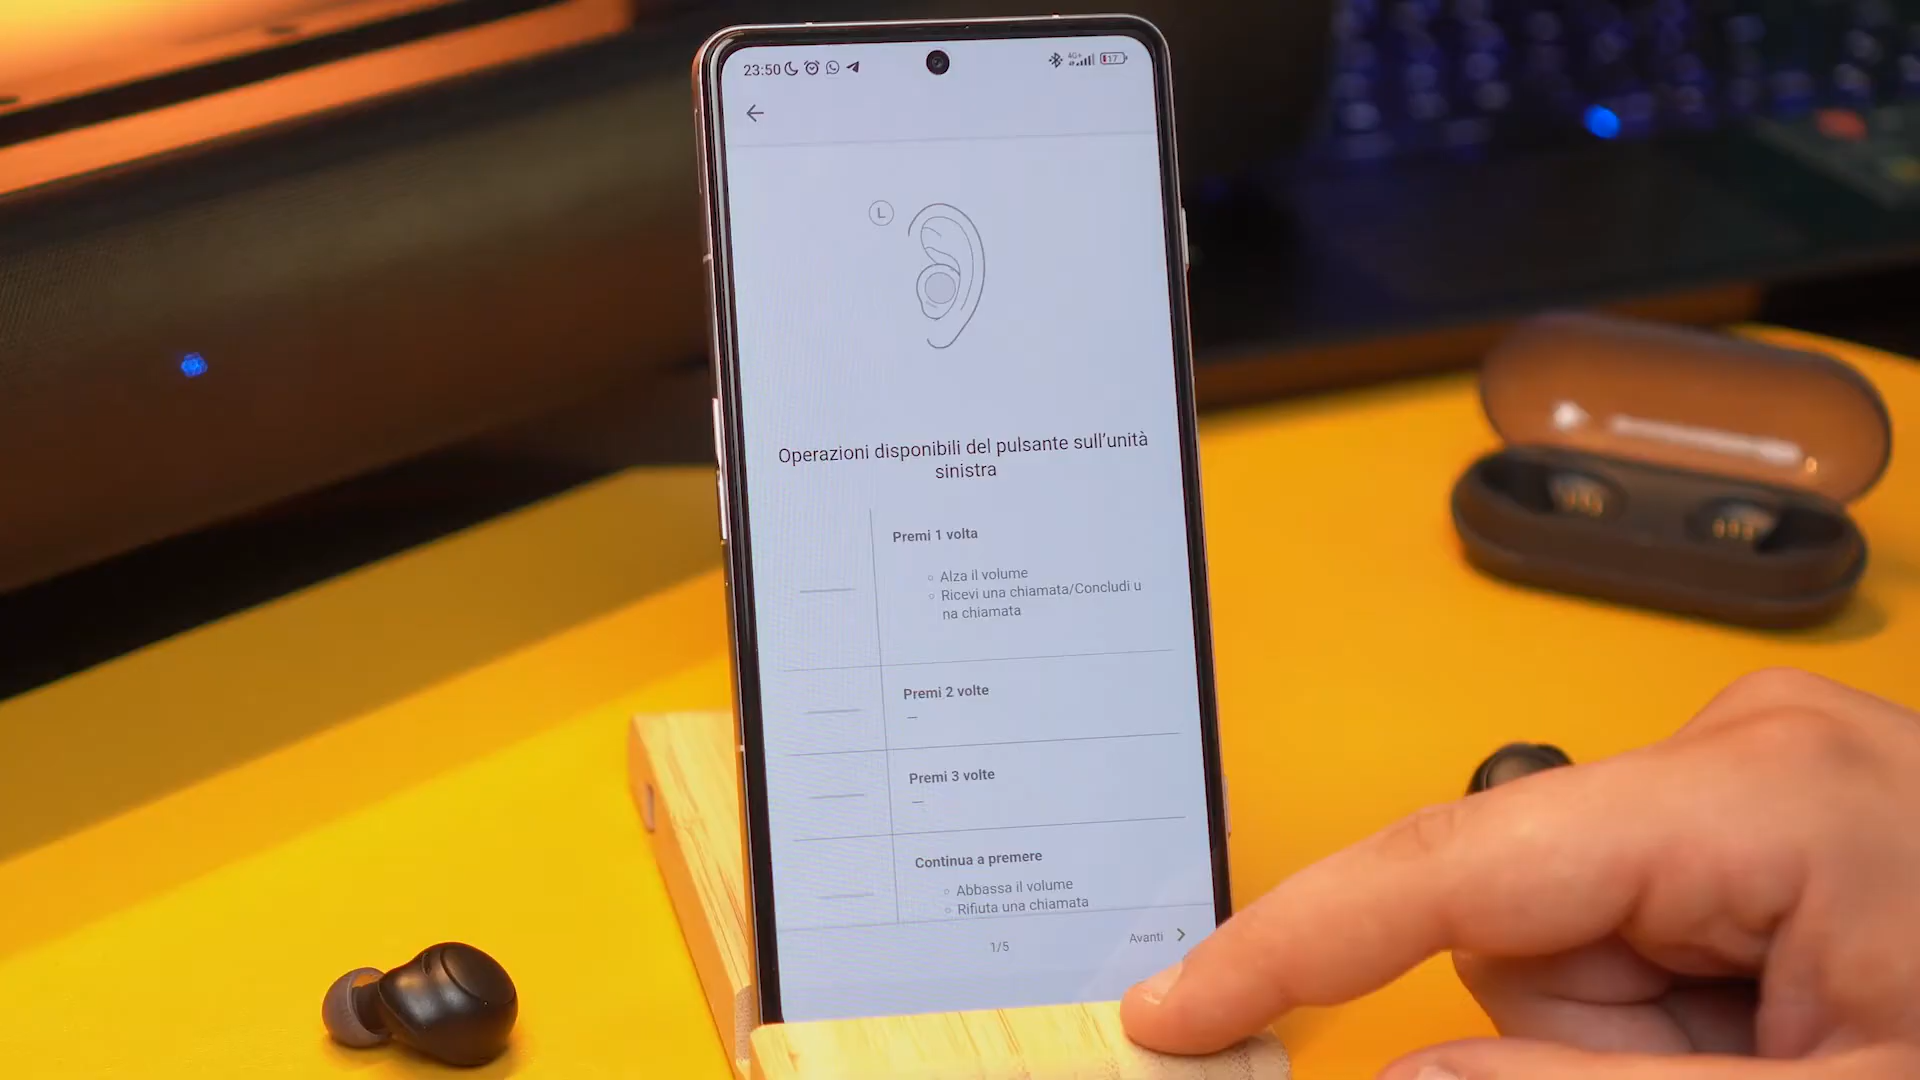 23:50 4G+ 17
L
Operazioni disponibili del pulsante sull'unità
sinistra
Premi 1 volta
Alza il volume
Ricevi una chiamata/Concludi u
na chiamata
Premi 2 volte
—
Premi 3 volte
—
Continua a premere
Abbassa il volume
Rifiuta una chiamata
1/5
Avanti